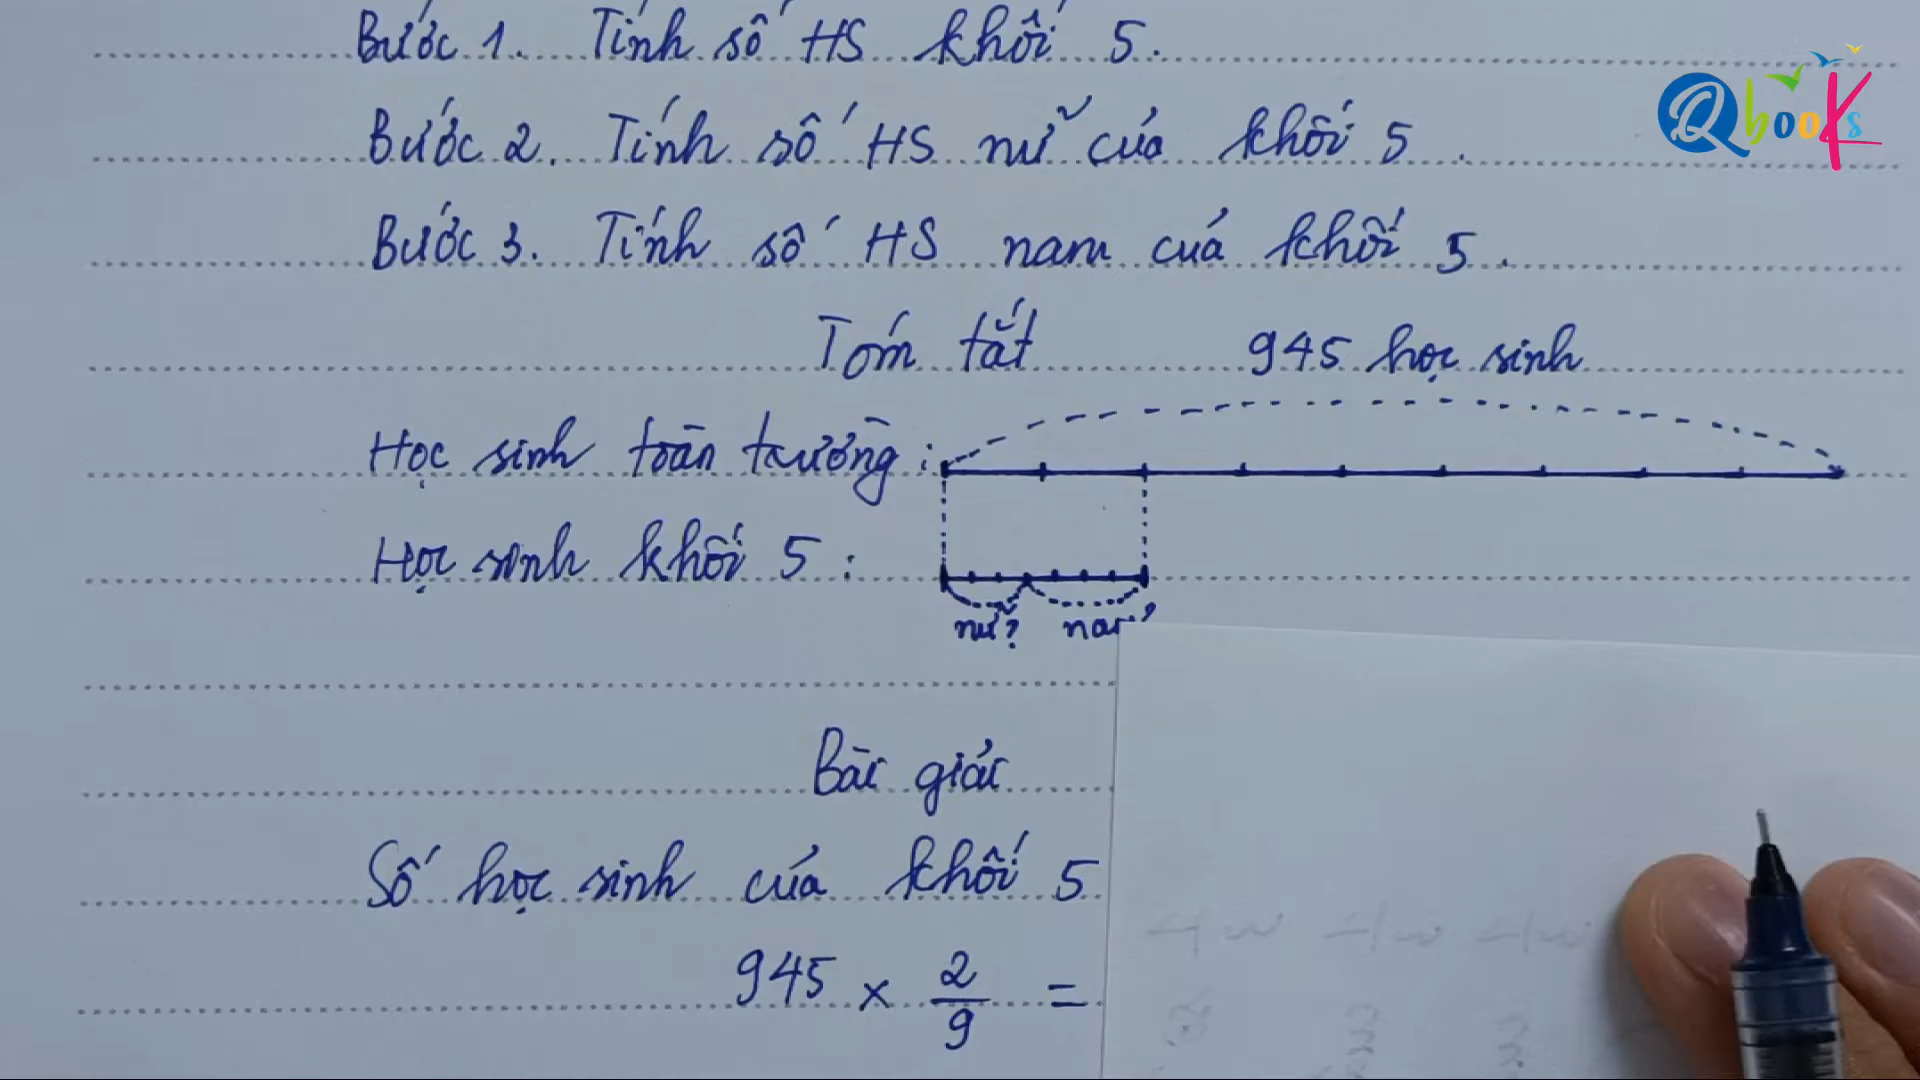 Bước 1. Tính số HS khối 5.
Qbooks
Bước 2. Tính số HS nữ của khối 5.
Bước 3. Tính số HS nam của khối 5.
Tóm tắt
945 học sinh
Học sinh toàn trường:
Học sinh khối 5:
nữ?
Bài giải
Số học sinh của khối 5
945 × 2/9 =